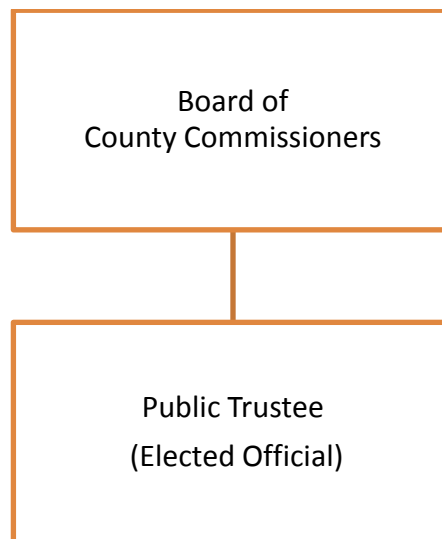 Board of
County Commissioners
Public Trustee
(Elected Official)